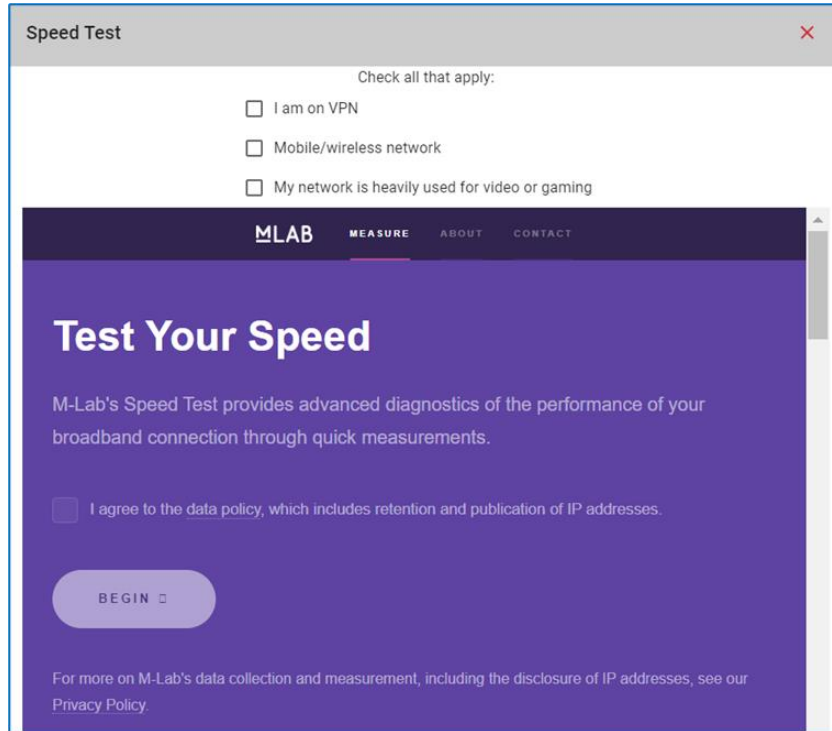 Speed Test
Check all that apply:
I am on VPN
Mobile/wireless network
My network is heavily used for video or gaming
MLAB MEASURE ABOUT CONTACT
Test Your Speed
M-Lab's Speed Test provides advanced diagnostics of the performance of your
broadband connection through quick measurements.
I agree to the data policy, which includes retention and publication of IP addresses.
BEGIN
For more on M-Lab's data collection and measurement, including the disclosure of IP addresses, see our
Privacy Policy.